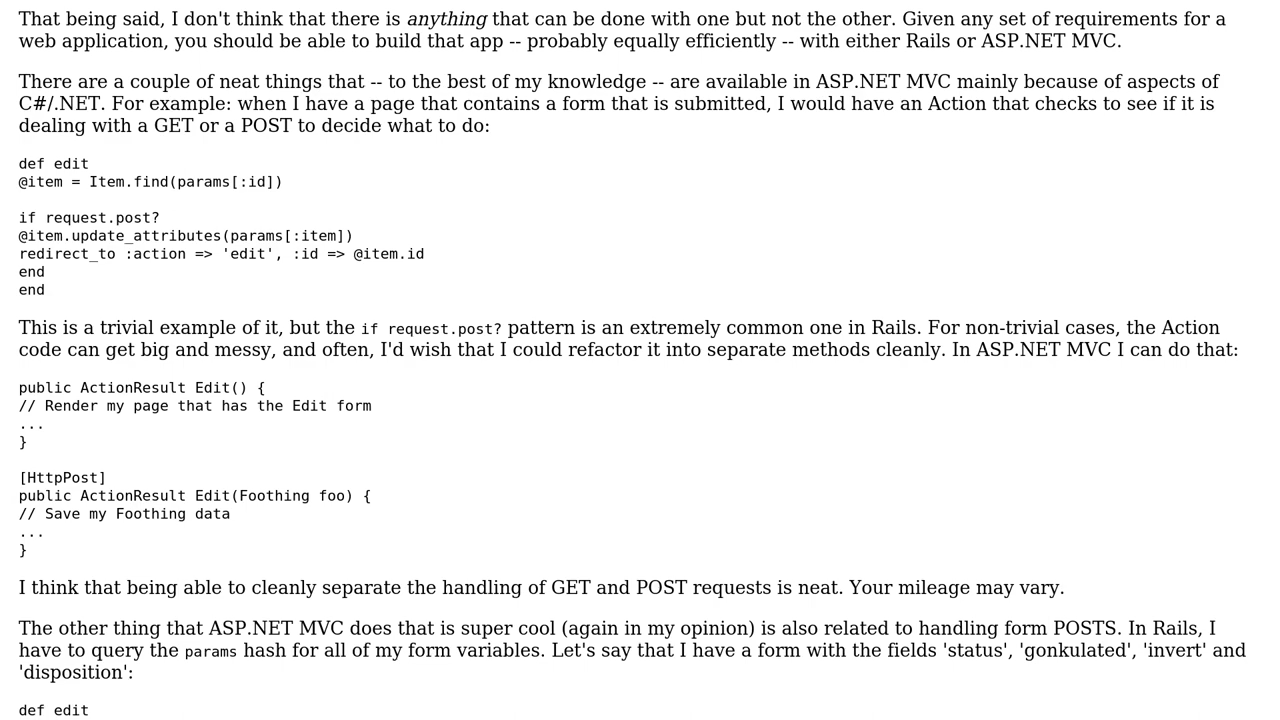 That being said, I don't think that there is anything that can be done with one but not the other. Given any set of requirements for a
web application, you should be able to build that app -- probably equally efficiently -- with either Rails or ASP.NET MVC.
There are a couple of neat things that -- to the best of my knowledge -- are available in ASP.NET MVC mainly because of aspects of
C#/.NET. For example: when I have a page that contains a form that is submitted, I would have an Action that checks to see if it is
dealing with a GET or a POST to decide what to do:
def edit
@item = Item.find(params[:id])
if request.post?
@item.update_attributes(params[:item])
redirect_to :action => 'edit', :id => @item.id
end
end
This is a trivial example of it, but the if request.post? pattern is an extremely common one in Rails. For non-trivial cases, the Action
code can get big and messy, and often, I'd wish that I could refactor it into separate methods cleanly. In ASP.NET MVC I can do that:
public ActionResult Edit() {
// Render my page that has the Edit form
...
}
[HttpPost]
public ActionResult Edit(Foothing foo) {
// Save my Foothing data
...
}
I think that being able to cleanly separate the handling of GET and POST requests is neat. Your mileage may vary.
The other thing that ASP.NET MVC does that is super cool (again in my opinion) is also related to handling form POSTS. In Rails, I
have to query the params hash for all of my form variables. Let's say that I have a form with the fields 'status', 'gonkulated', 'invert' and
'disposition':
def edit